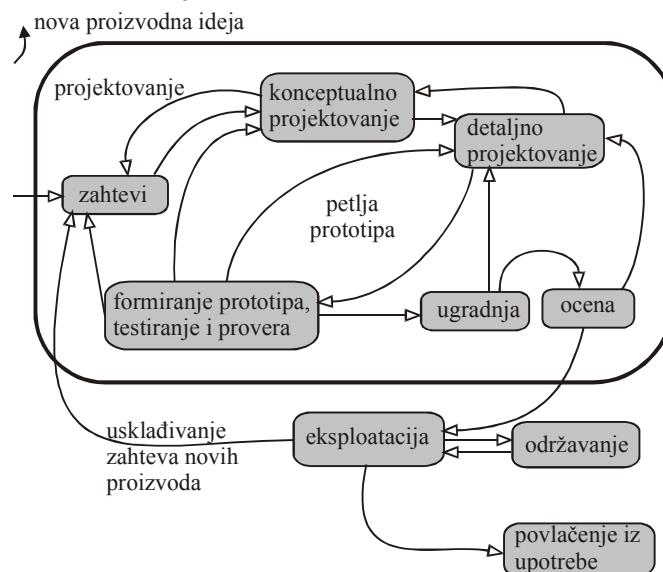 nova proizvodna ideja
projektovanje
konceptualno
projektovanje
detaljno
projektovanje
zahtevi
petlja
prototipa
formiranje prototipa,
testiranje i provera
ugradnja
ocena
usklađivanje
zahteva novih
proizvoda
eksploatacija
održavanje
povlačenje iz
upotrebe